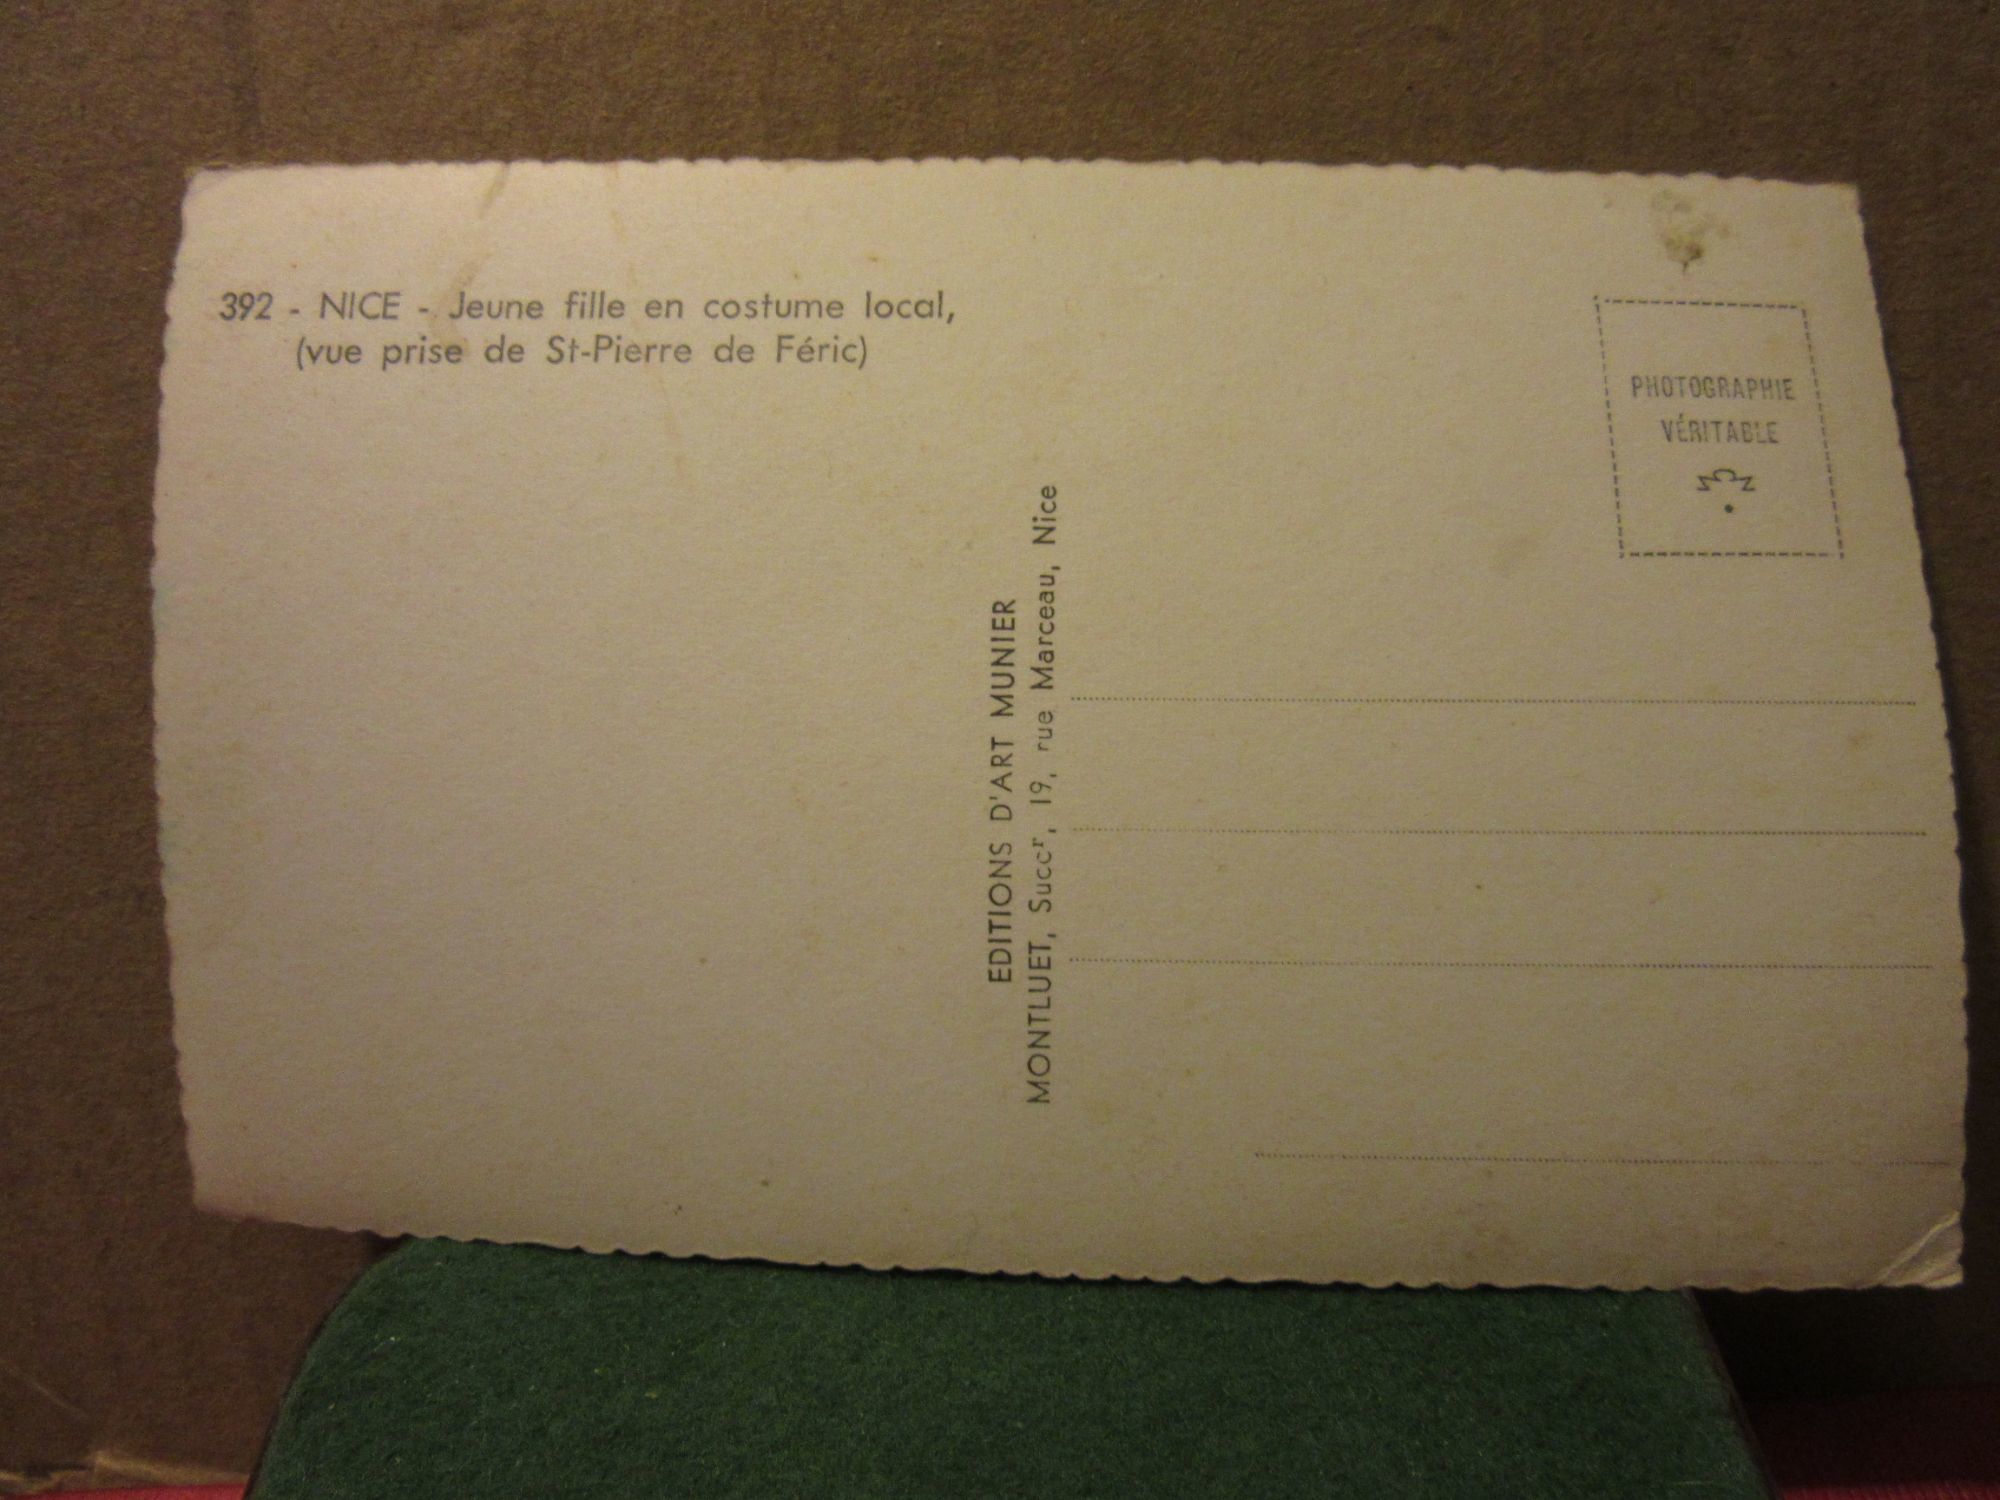 392 - NICE - Jeune fille en costume local,
(vue prise de St-Pierre de Féric)
EDITIONS D'ART MUNIER
MONTLUET, Succr, 19, rue Marceau, Nice
PHOTOGRAPHIE
VÉRITABLE